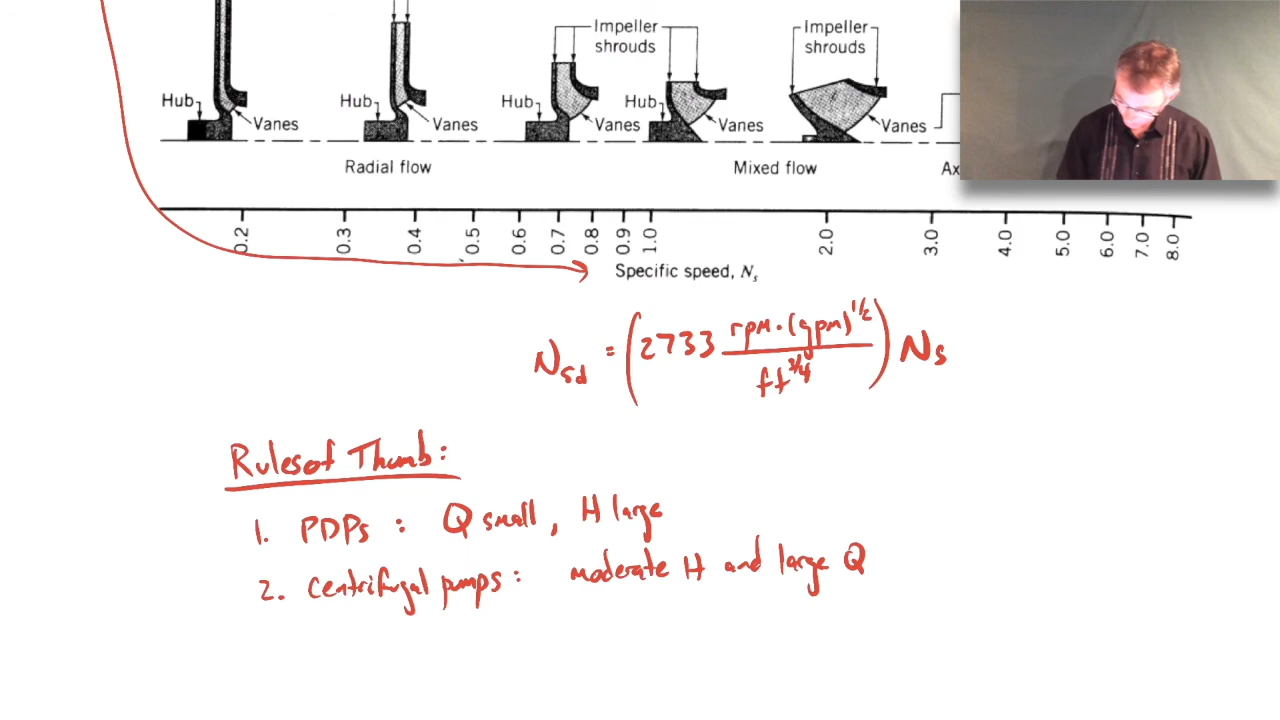 Impeller
shrouds
Impeller
shrouds
Hub
Vanes
Hub
Vanes
Hub
Vanes
Hub
Vanes
Vanes
Radial flow
Mixed flow
Ax
0.2 0.3 0.4 0.5 0.6 0.7 0.8 0.9 1.0 2.0 3.0 4.0 5.0 6.0 7.0 8.0
Specific speed, Ns
Nsd = (2733 rpm·(gpm)^1/2 / ft^3/4) Ns
Rules of Thumb:
1. PDPs : Q small, H large
2. Centrifugal pumps : moderate H and large Q